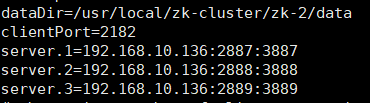 dataDir=/usr/local/zk-cluster/zk-2/data
clientPort=2182
server.1=192.168.10.136:2887:3887
server.2=192.168.10.136:2888:3888
server.3=192.168.10.136:2889:3889